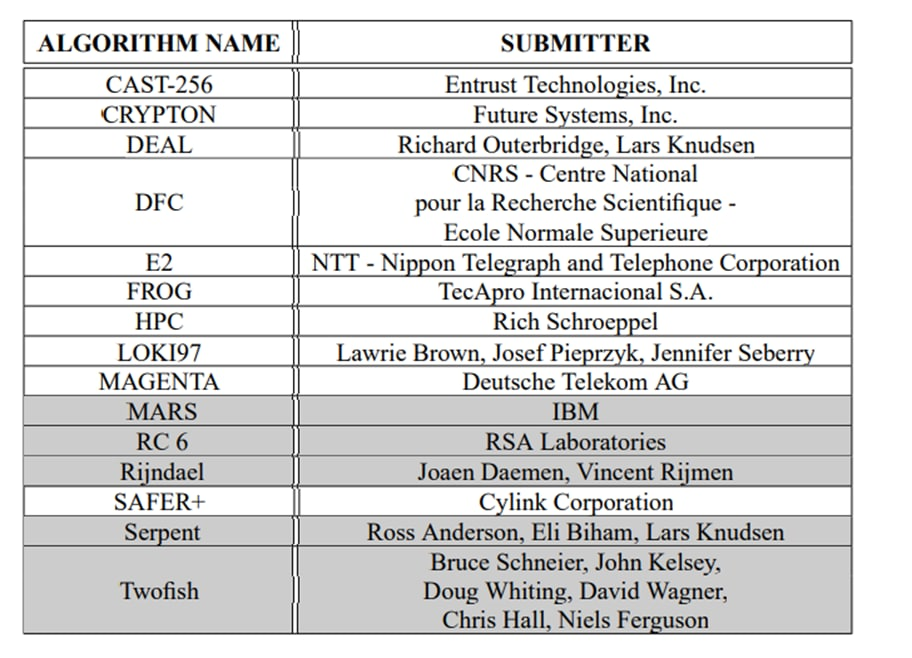 ALGORITHM NAME SUBMITTER
CAST-256 Entrust Technologies, Inc.
CRYPTON Future Systems, Inc.
DEAL Richard Outerbridge, Lars Knudsen
DFC CNRS - Centre National
pour la Recherche Scientifique -
Ecole Normale Superieure
E2 NTT - Nippon Telegraph and Telephone Corporation
FROG TecApro Internacional S.A.
HPC Rich Schroeppel
LOKI97 Lawrie Brown, Josef Pieprzyk, Jennifer Seberry
MAGENTA Deutsche Telekom AG
MARS IBM
RC 6 RSA Laboratories
Rijndael Joaen Daemen, Vincent Rijmen
SAFER+ Cylink Corporation
Serpent Ross Anderson, Eli Biham, Lars Knudsen
Twofish Bruce Schneier, John Kelsey,
Doug Whiting, David Wagner,
Chris Hall, Niels Ferguson